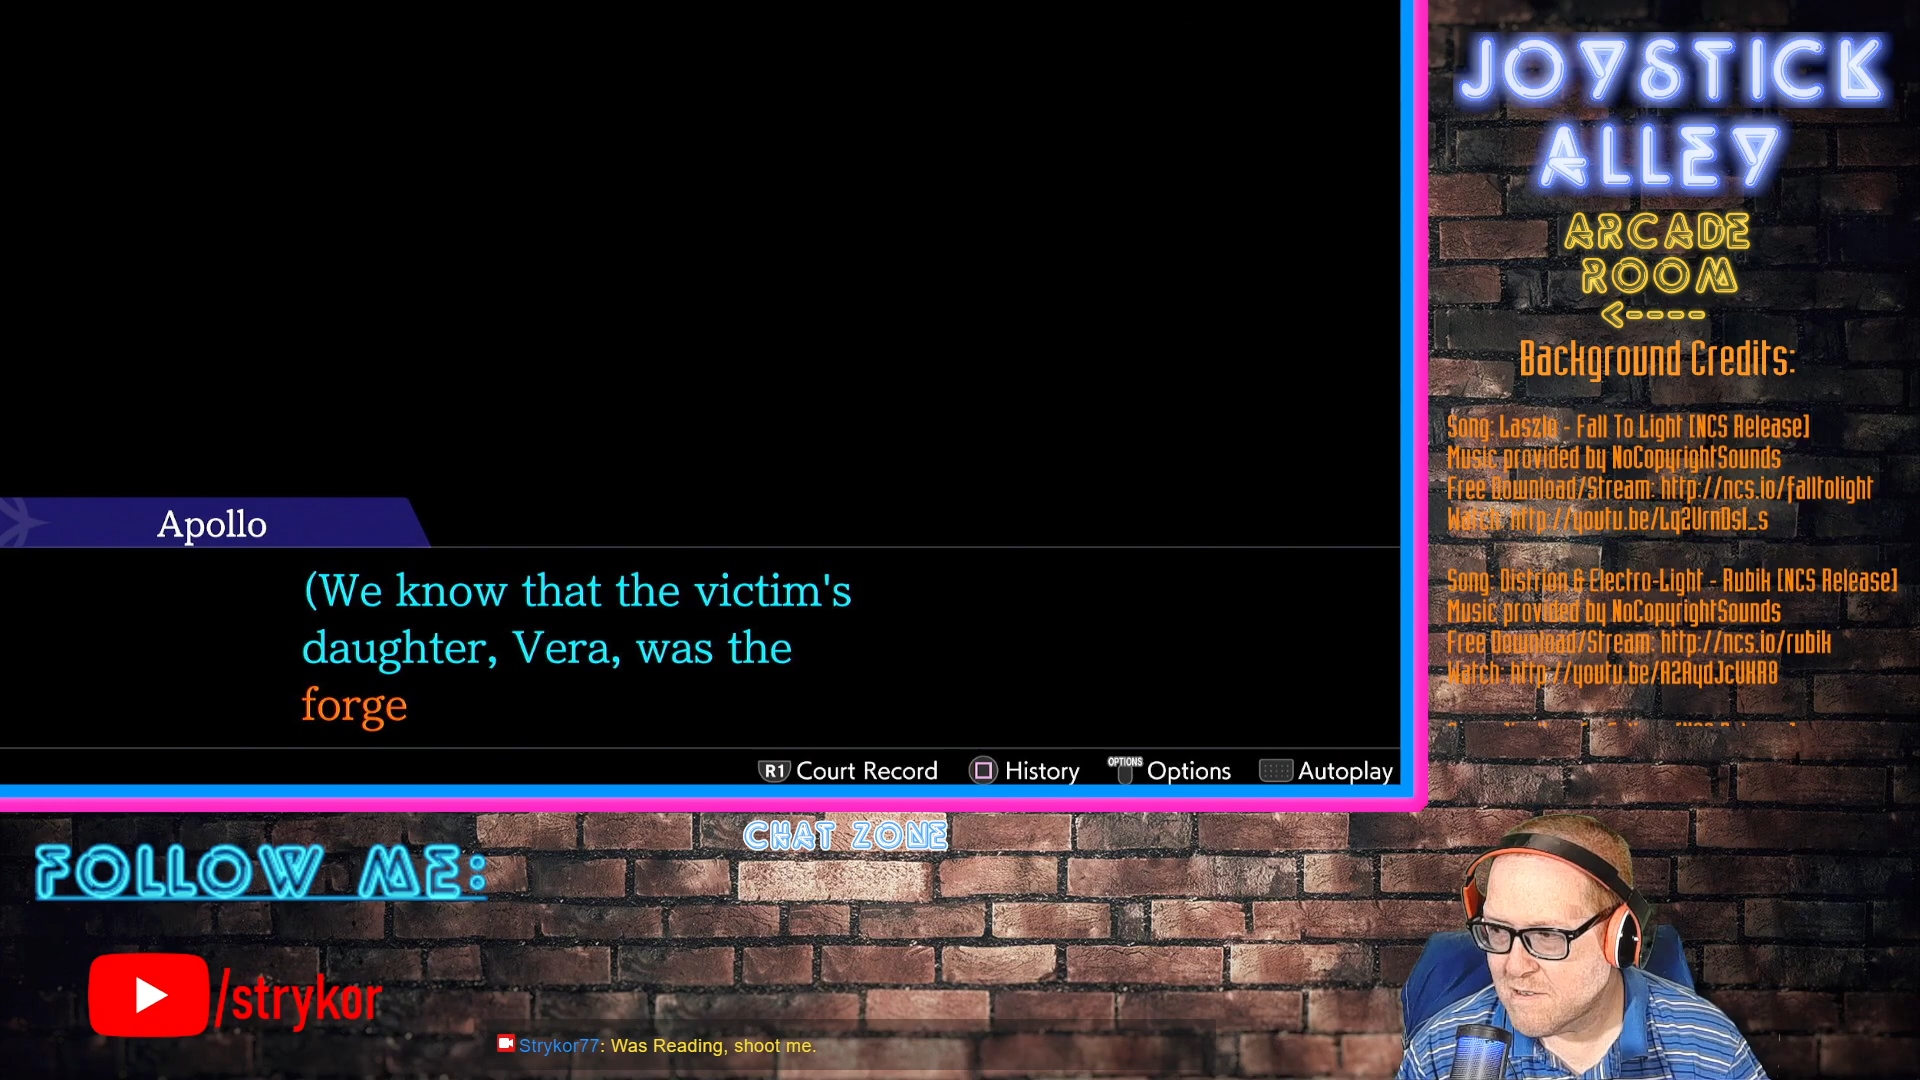 JOYSTICK
ALLEY
ARCADE
ROOM
<----
Background Credits:
Song: Laszlo - Fall To Light [NCS Release]
Music provided by NoCopyrightSounds
Free Download/Stream: http://ncs.io/falltolight
Watch: http://youtu.be/
Song: Distrion & Electro-Light - Rubik [NCS Release]
Music provided by NoCopyrightSounds
Free Download/Stream: http://ncs.io/rubik
Watch: http://youtu.be/
Apollo
(We know that the victim's
daughter, Vera, was the
forge
R1 Court Record
History
OPTIONS Options
Autoplay
CHAT ZONE
FOLLOW ME:
/strykor
Strykor77: Was Reading, shoot me.